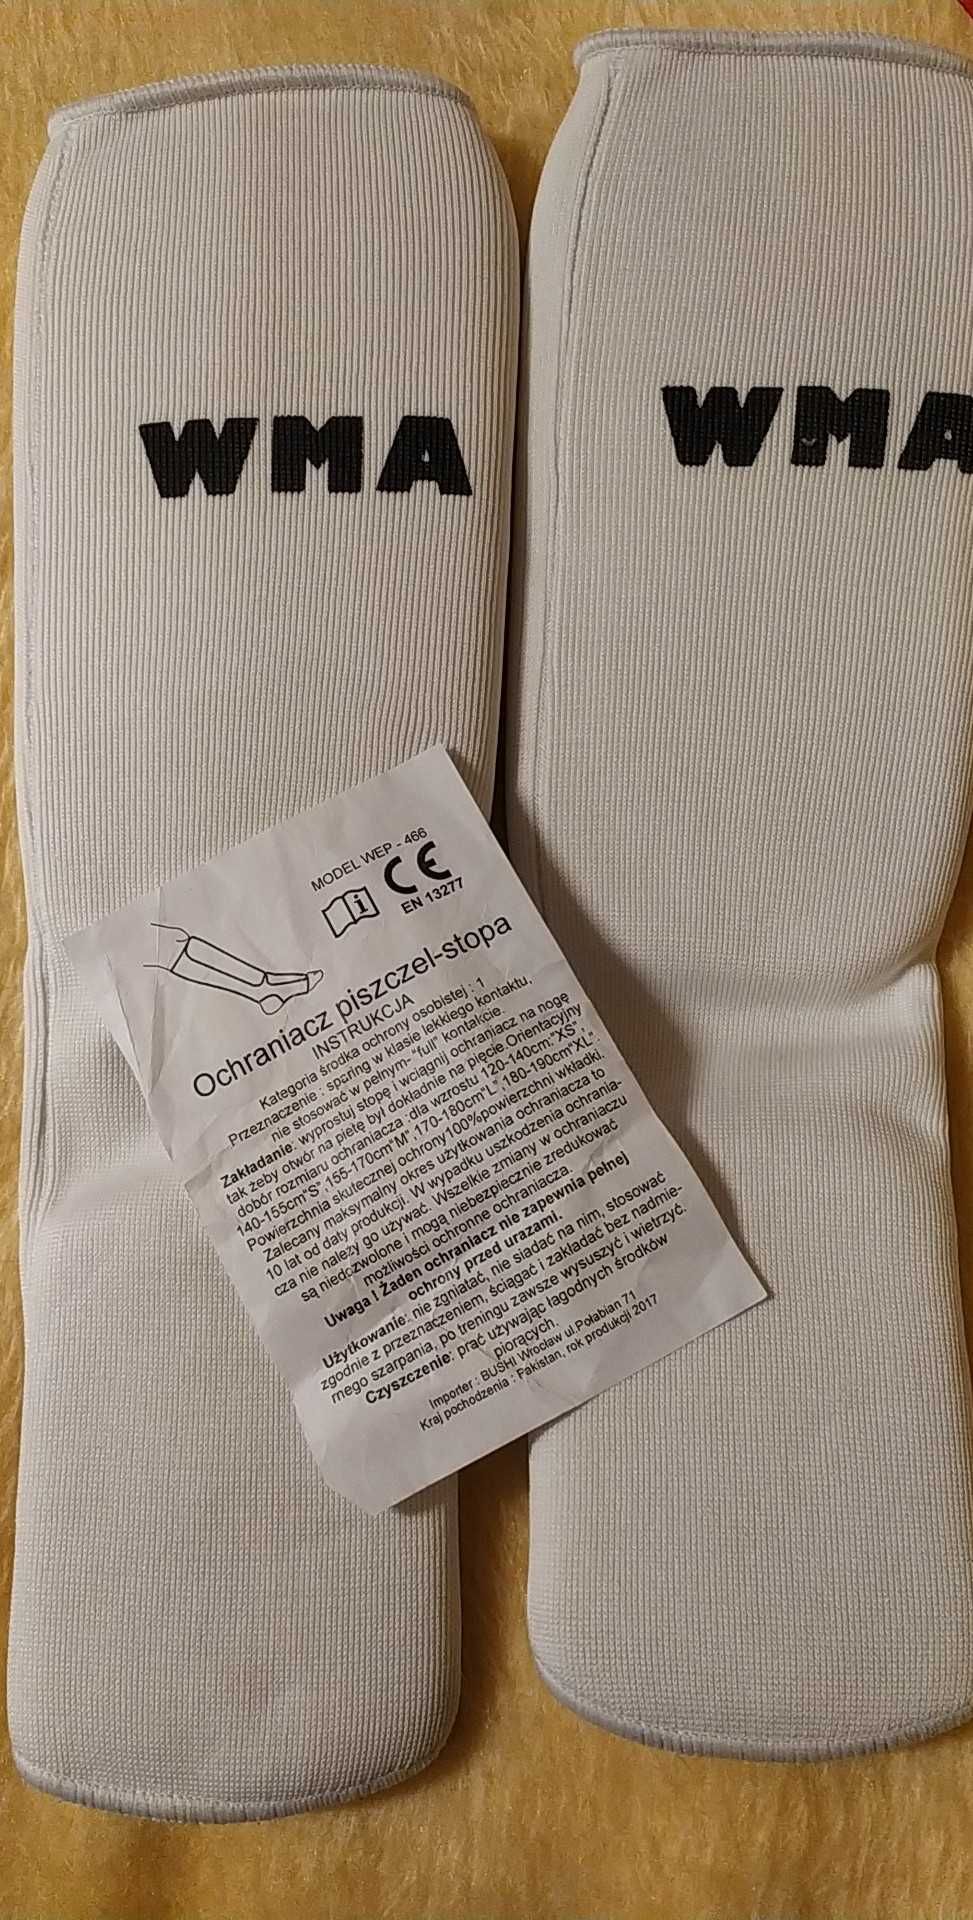 WMA
WMA
MODEL WEP - 466
i
CE
EN 13277
Ochraniacz piszczel-stopa
INSTRUKCJA
Kategoria środka ochrony osobistej : 1
Przeznaczenie : sparing w klasie lekkiego kontaktu,
nie stosować w pełnym- "full" kontakcie.
Zakładanie: wyprostuj stopę i wciągnij ochraniacz na nogę
tak żeby otwór na piętę był dokładnie na pięcie Orientacyjny
dobór rozmiaru ochraniacza :dla wzrostu 120-140cm:"XS" ;
140-155cm"S" ,155-170cm"M" ,170-180cm"L" ,180-190cm"XL" .
Powierzchnia skutecznej ochrony100%powierzchni wkładki.
Zalecany maksymalny okres użytkowania ochraniacza to
10 lat od daty produkcji. W wypadku uszkodzenia ochrania-
cza nie należy go używać. Wszelkie zmiany w ochraniaczu
są niedozwolone i mogą niebezpiecznie zredukować
możliwości ochronne ochraniacza.
Uwaga ! Żaden ochraniacz nie zapewnia pełnej
ochrony przed urazami.
Użytkowanie: nie zgniatać, nie siadać na nim, stosować
zgodnie z przeznaczeniem, ściągać i zakładać bez nadmie-
rnego szarpania, po treningu zawsze wysuszyć i wietrzyć.
Czyszczenie: prać używając łagodnych środków
piorących.
Importer : BUSHI Wrocław ul.Połabian 71
Kraj pochodzenia : Pakistan, rok produkcji 2017